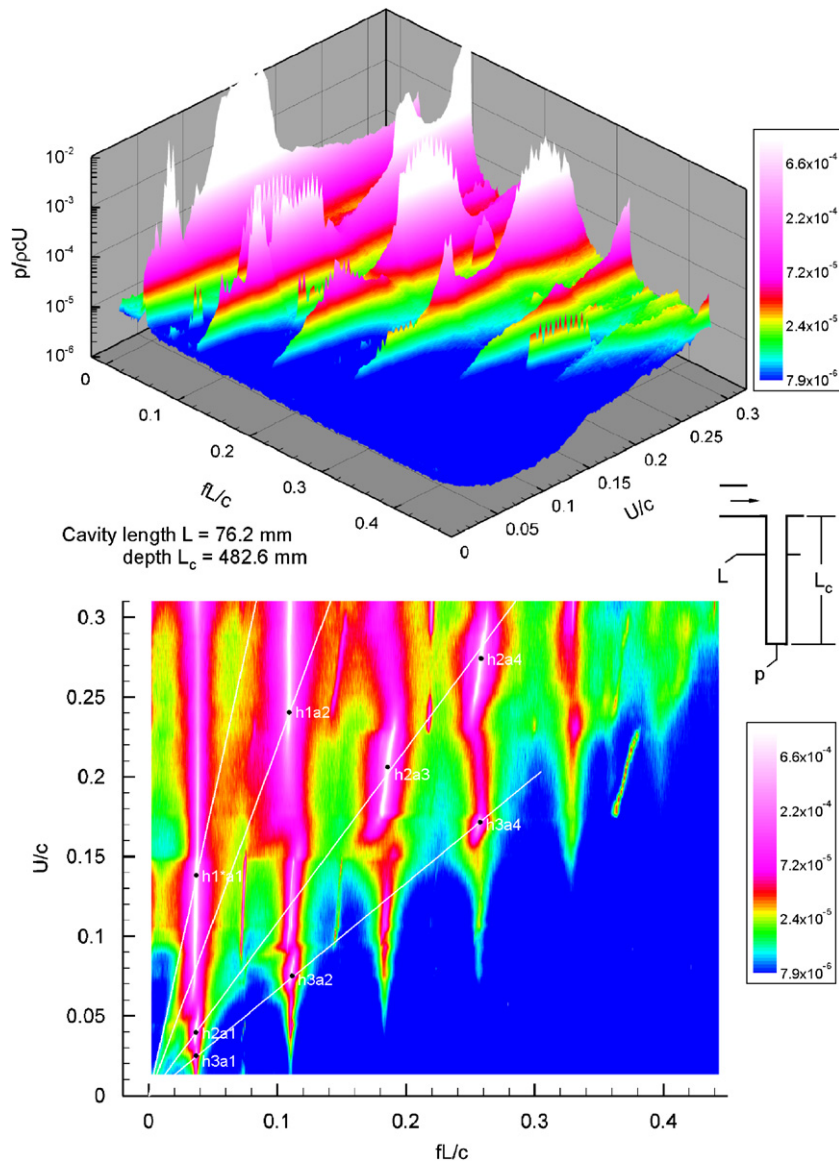 10⁻²
10⁻³
10⁻⁴
10⁻⁵
10⁻⁶
p/ρcU
0
0.1
0.2
0.3
0.4
fL/c
0
0.05
0.1
0.15
0.2
0.25
0.3
U/c
6.6x10⁻⁴
2.2x10⁻⁴
7.2x10⁻⁵
2.4x10⁻⁵
7.9x10⁻⁶
Cavity length L = 76.2 mm
depth L_c = 482.6 mm
L
L_c
p
0.3
0.25
0.2
0.15
0.1
0.05
0
U/c
h2a4
h1a2
h2a3
h3a4
h1*a1
h3a2
h2a1
h3a1
0
0.1
0.2
0.3
0.4
fL/c
6.6x10⁻⁴
2.2x10⁻⁴
7.2x10⁻⁵
2.4x10⁻⁵
7.9x10⁻⁶